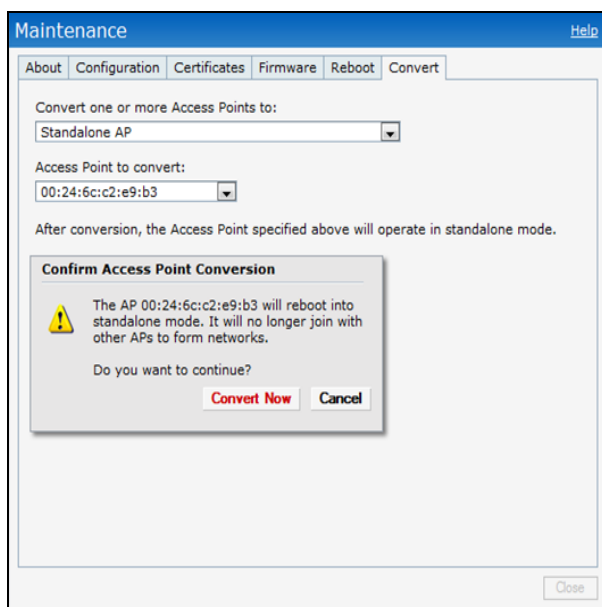 Maintenance
Help
About Configuration Certificates Firmware Reboot Convert
Convert one or more Access Points to:
Standalone AP
Access Point to convert:
00:24:6c:c2:e9:b3
After conversion, the Access Point specified above will operate in standalone mode.
Confirm Access Point Conversion
The AP 00:24:6c:c2:e9:b3 will reboot into
standalone mode. It will no longer join with
other APs to form networks.
Do you want to continue?
Convert Now Cancel
Close